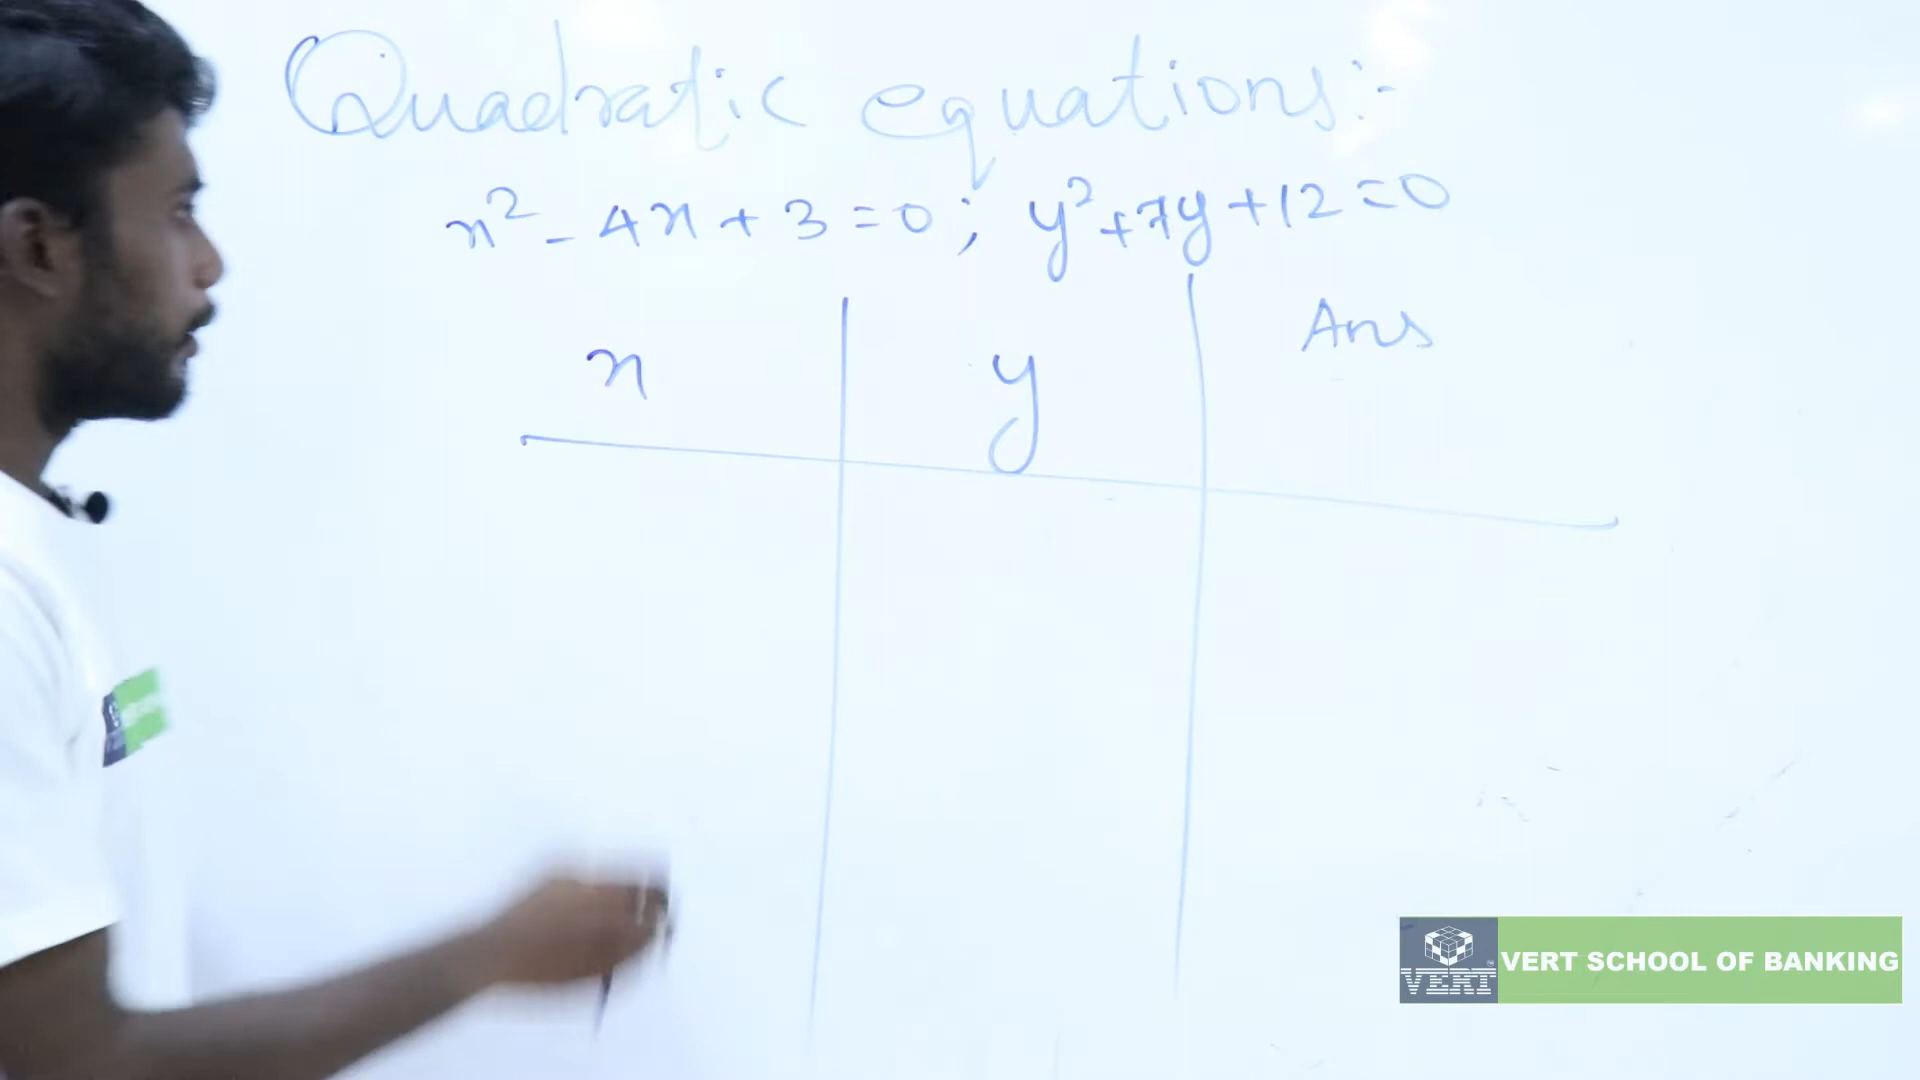 Quadratic equations:-
x² - 4x + 3 = 0 ; y² + 7y + 12 = 0
x y Ans
VERT VERT SCHOOL OF BANKING